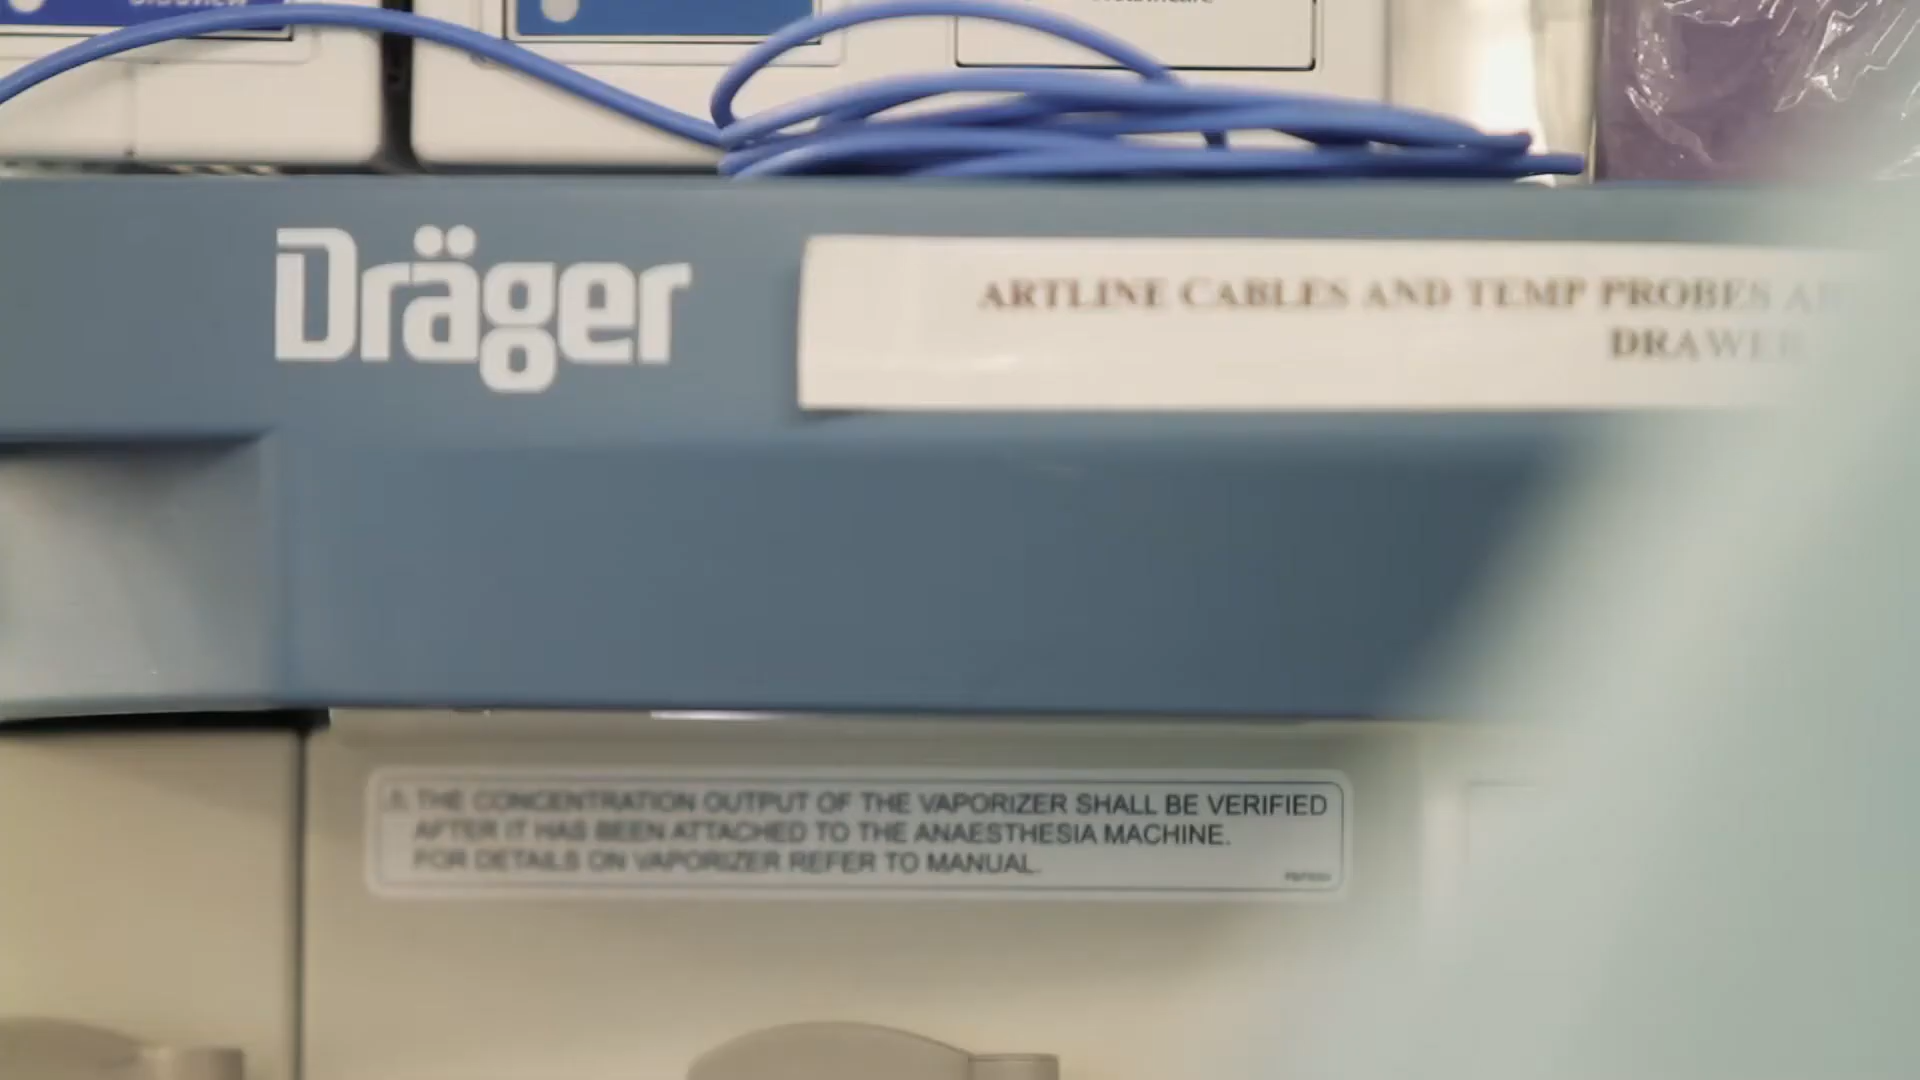 Dräger
ARTLINE CABLES AND TEMP PROBES
DRAWER
⚠ THE CONCENTRATION OUTPUT OF THE VAPORIZER SHALL BE VERIFIED
AFTER IT HAS BEEN ATTACHED TO THE ANAESTHESIA MACHINE.
FOR DETAILS ON VAPORIZER REFER TO MANUAL.